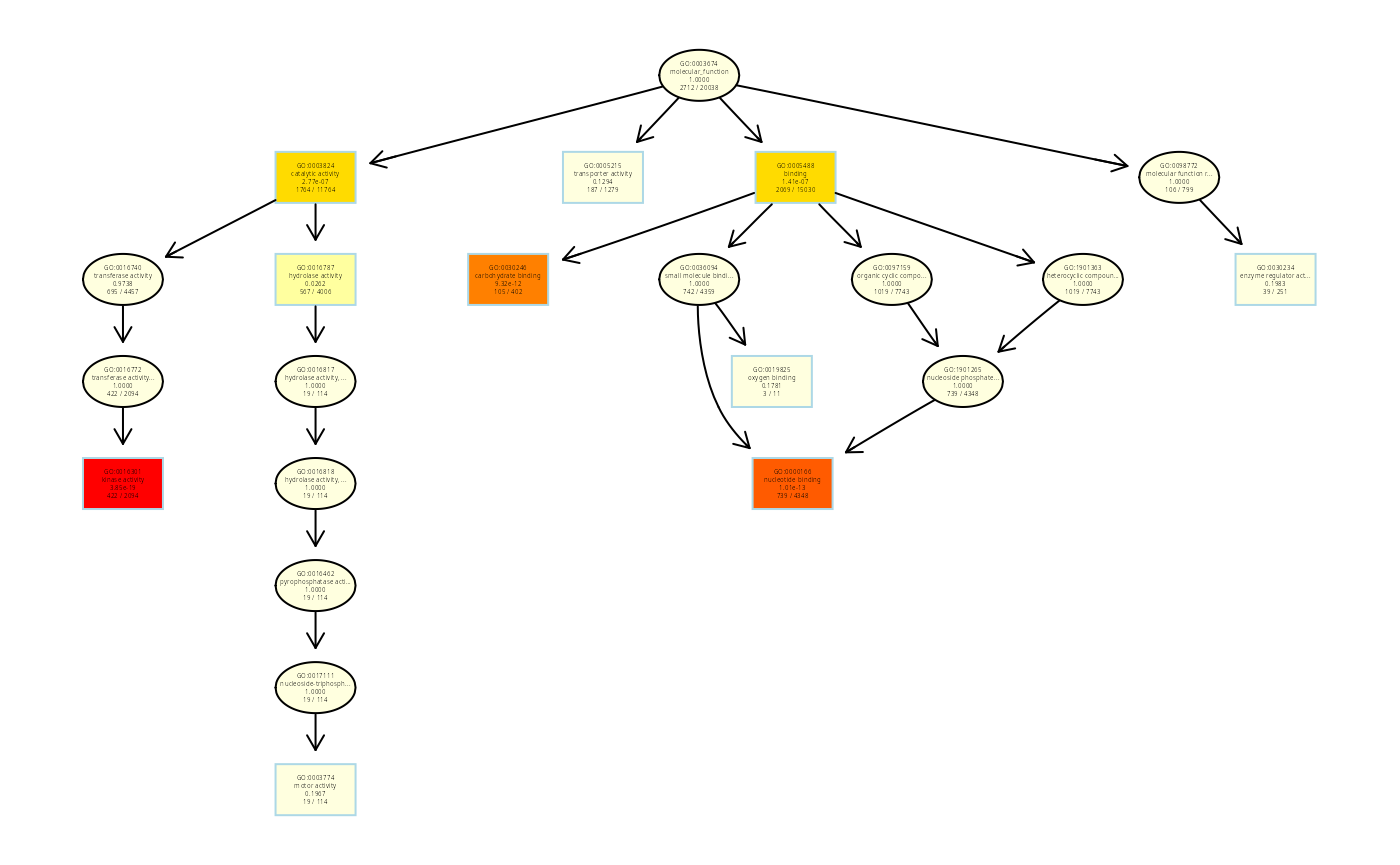 GO:0003674
molecular_function
1.0000
2712 / 20038
GO:0003824
catalytic activity
2.77e-07
1764 / 11764
GO:0005215
transporter activity
0.1294
187 / 1279
GO:0005488
binding
1.41e-07
2069 / 15030
GO:0098772
molecular function r...
1.0000
106 / 799
GO:0016740
transferase activity
0.9738
695 / 4457
GO:0016787
hydrolase activity
0.0262
567 / 4006
GO:0030246
carbohydrate binding
9.32e-12
105 / 402
GO:0036094
small molecule bindi...
1.0000
742 / 4359
GO:0097159
organic cyclic compo...
1.0000
1019 / 7743
GO:1901363
heterocyclic compoun...
1.0000
1019 / 7743
GO:0030234
enzyme regulator act...
0.1983
39 / 251
GO:0016772
transferase activity...
1.0000
422 / 2094
GO:0016817
hydrolase activity, ...
1.0000
19 / 114
GO:0019825
oxygen binding
0.1781
3 / 11
GO:1901265
nucleoside phosphate...
1.0000
739 / 4348
GO:0016301
kinase activity
422 / 2094
GO:0016818
hydrolase activity, ...
1.0000
19 / 114
GO:0000166
nucleotide binding
1.01e-13
739 / 4348
GO:0016462
pyrophosphatase acti...
1.0000
19 / 114
GO:0017111
nucleoside-triphosph...
1.0000
19 / 114
GO:0003774
motor activity
0.1967
19 / 114